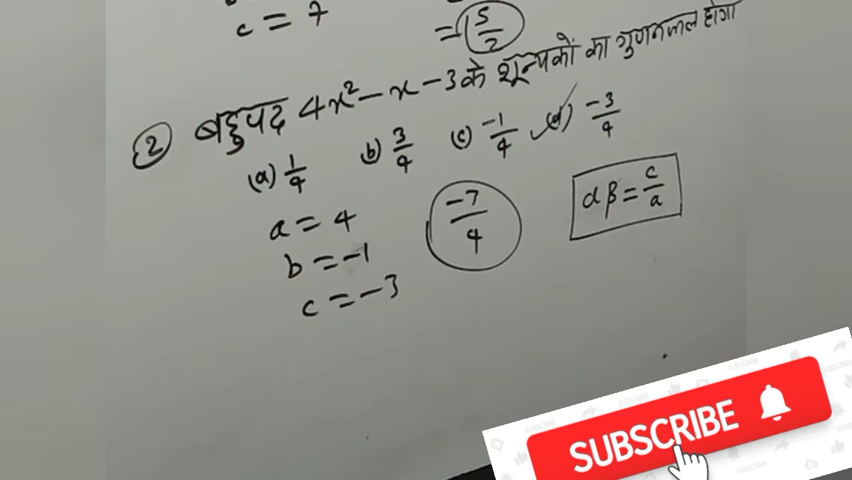 c = 7
= 5/2
② बहुपद 4x² - x - 3 के शून्यकों का गुणनफल होगा
(a) 1/4 (b) 3/4 (c) -1/4 (d) -3/4
a = 4
b = -1
c = -3
-7/4
αβ = c/a
SUBSCRIBE